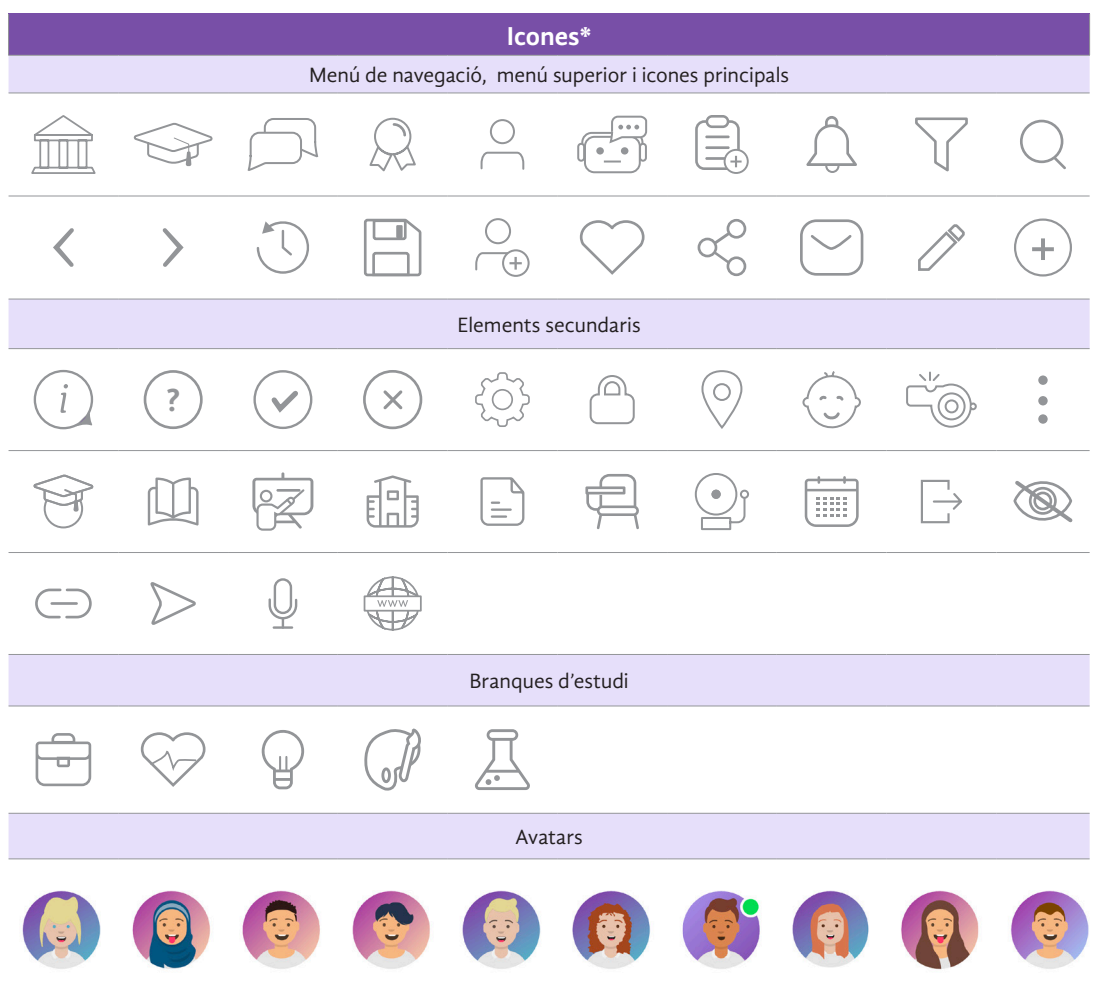 Icones*
Menú de navegació, menú superior i icones principals
Elements secundaris
i
?
www
Branques d'estudi
Avatars